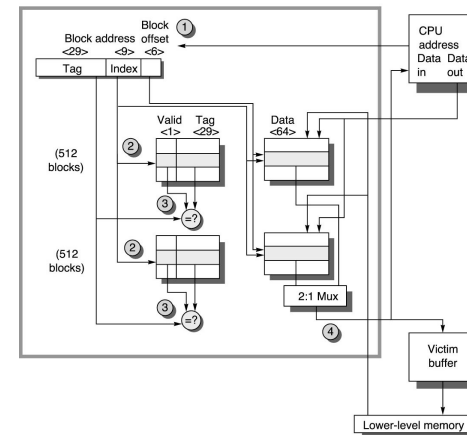 Block address
Block offset
<29> <9> <6>
Tag Index
1
CPU
address
Data Data
in out
Valid Tag
<1> <29>
Data
<64>
(512
blocks)
2
3
=?
(512
blocks)
2
3
=?
2:1 Mux
4
Victim
buffer
Lower-level memory